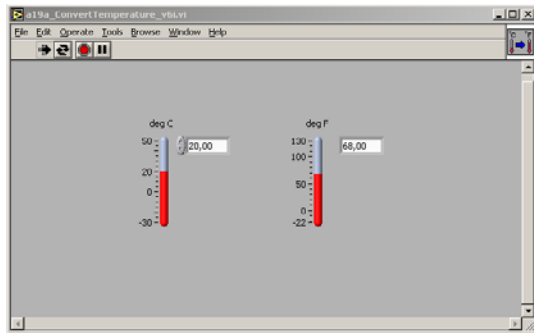 a19a_ConvertTemperature_vbi.vi
File Edit Operate Tools Browse Window Help
°C °F
deg C
50
20
0
-30
20,00
deg F
130
100
50
0
-22
68,00